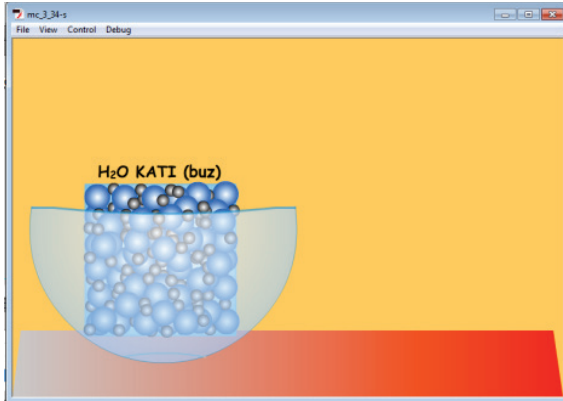 mc_3_34-s
File View Control Debug
H₂O KATI (buz)